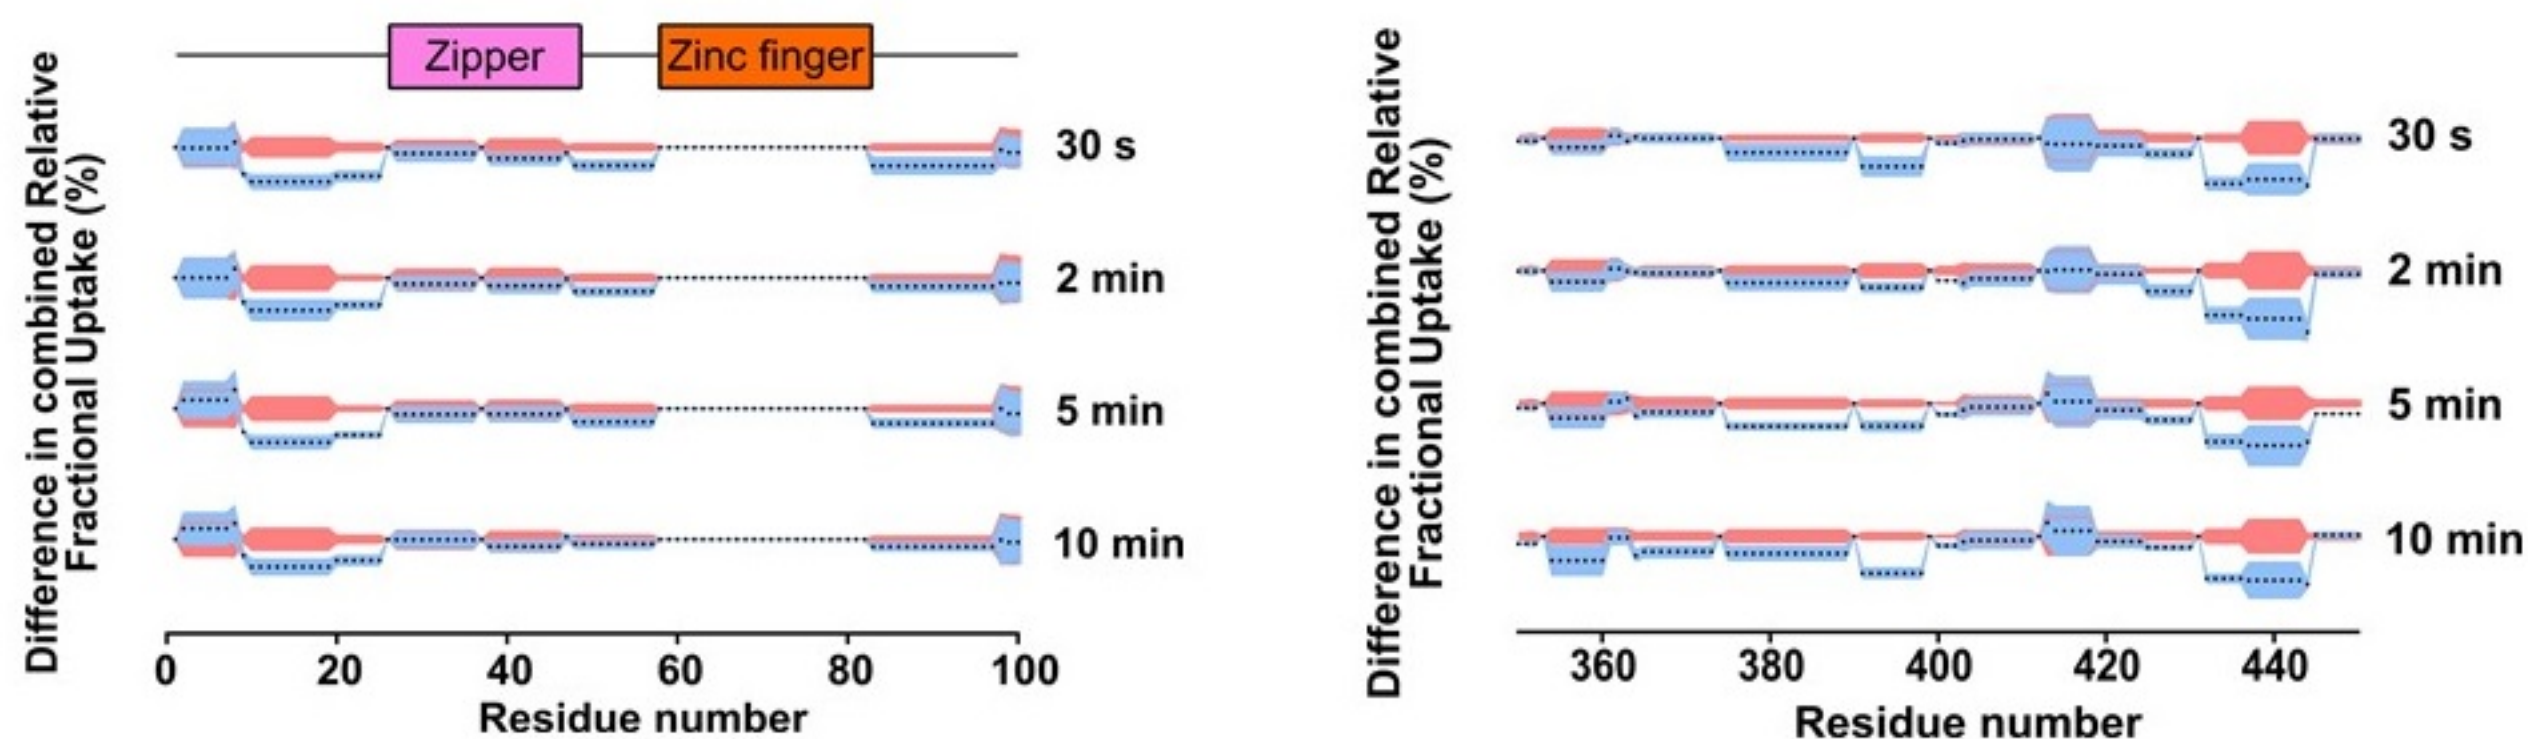 Zipper
Zinc finger
Difference in combined Relative
Fractional Uptake (%)
30 s
2 min
5 min
10 min
0 20 40 60 80 100
Residue number
Difference in combined Relative
Fractional Uptake (%)
30 s
2 min
5 min
10 min
360 380 400 420 440
Residue number